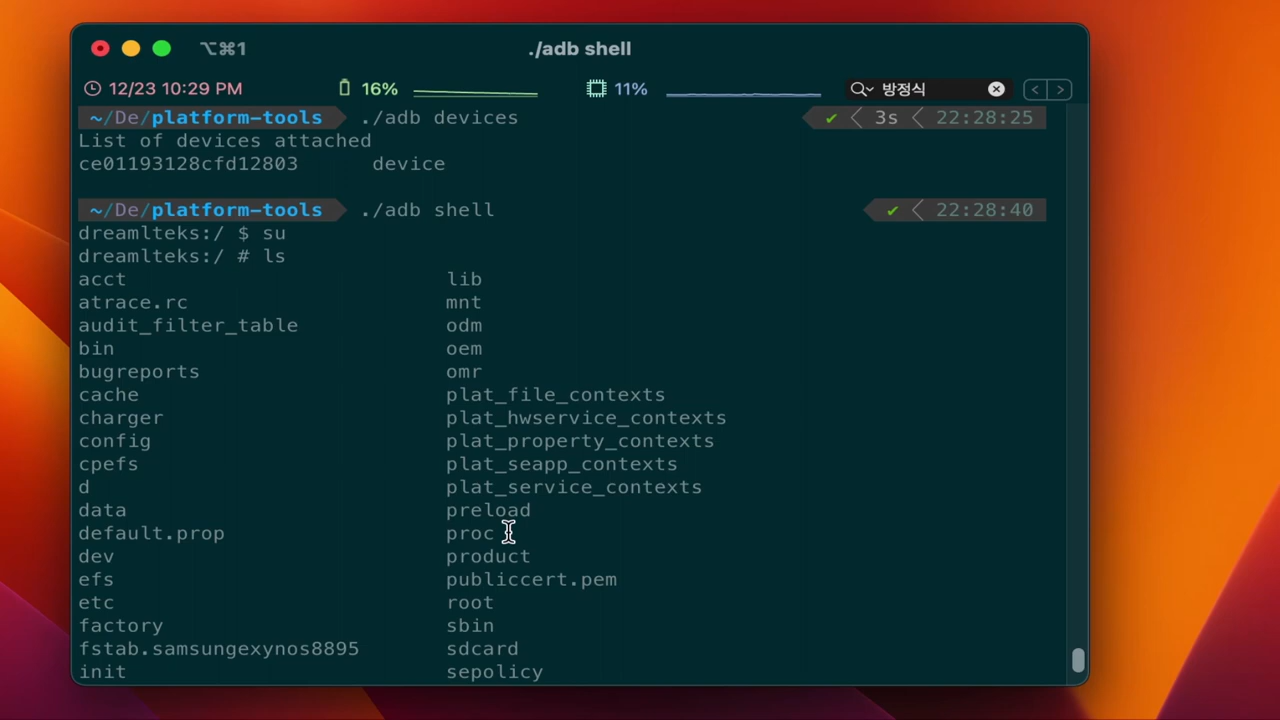 ⌥⌘1 ./adb shell
12/23 10:29 PM 16% 11% 방정식
~/De/platform-tools ./adb devices ✔ 3s 22:28:25
List of devices attached
ce01193128cfd12803 device
~/De/platform-tools ./adb shell ✔ 22:28:40
dreamlteks:/ $ su
dreamlteks:/ # ls
acct lib
atrace.rc mnt
audit_filter_table odm
bin oem
bugreports omr
cache plat_file_contexts
charger plat_hwservice_contexts
config plat_property_contexts
cpefs plat_seapp_contexts
d plat_service_contexts
data preload
default.prop proc
dev product
efs publiccert.pem
etc root
factory sbin
fstab.samsungexynos8895 sdcard
init sepolicy